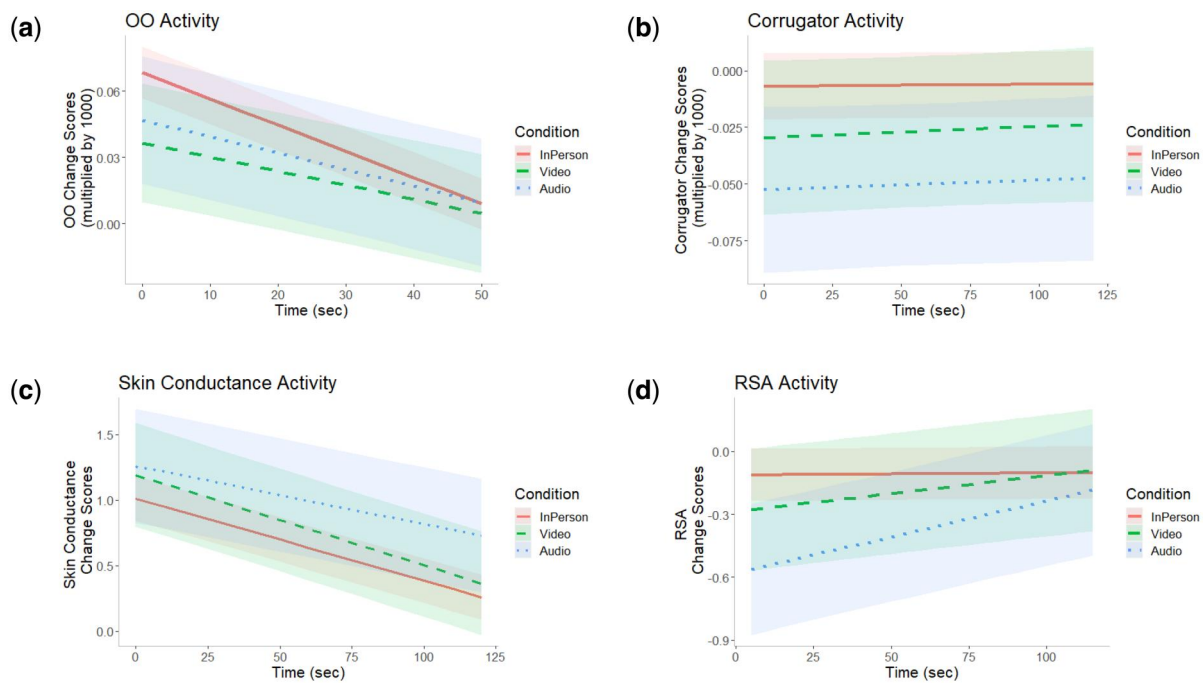 (a)
OO Activity
OO Change Scores
(multiplied by 1000)
0.06
0.03
0.00
0
10
20
30
40
50
Time (sec)
Condition
InPerson
Video
Audio
(b)
Corrugator Activity
Corrugator Change Scores
(multiplied by 1000)
0.000
-0.025
-0.050
-0.075
0
25
50
75
100
125
Time (sec)
Condition
InPerson
Video
Audio
(c)
Skin Conductance Activity
Skin Conductance
Change Scores
1.5
1.0
0.5
0.0
0
25
50
75
100
125
Time (sec)
Condition
InPerson
Video
Audio
(d)
RSA Activity
RSA
Change Scores
0.0
-0.3
-0.6
-0.9
0
50
100
Time (sec)
Condition
InPerson
Video
Audio